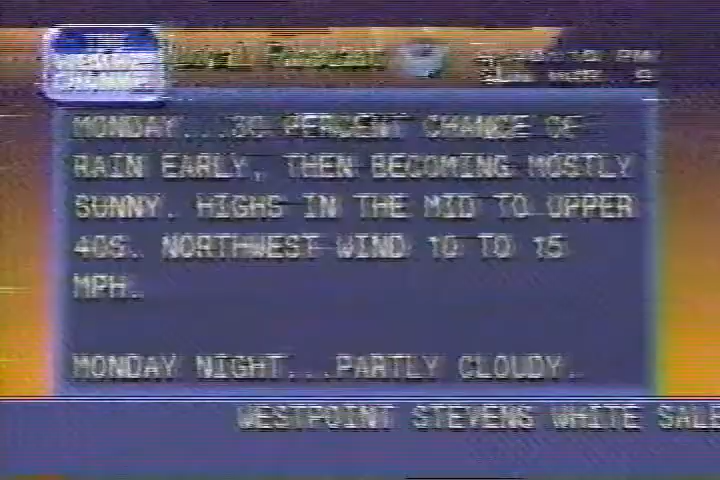 THE
WEATHER
CHANNEL
Local Forecast
MONDAY...30 PERCENT CHANCE OF
RAIN EARLY, THEN BECOMING MOSTLY
SUNNY. HIGHS IN THE MID TO UPPER
40S. NORTHWEST WIND 10 TO 15
MPH.
MONDAY NIGHT...PARTLY CLOUDY.
WESTPOINT STEVENS WHITE SALE